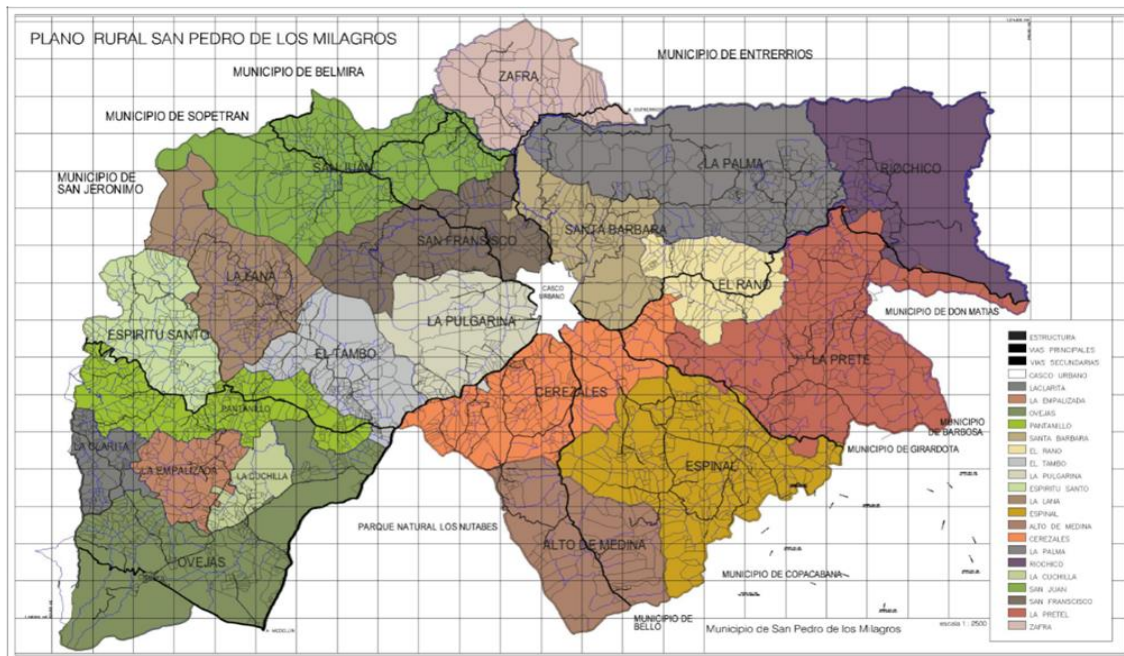 PLANO RURAL SAN PEDRO DE LOS MILAGROS
MUNICIPIO DE ENTRERRIOS
MUNICIPIO DE BELMIRA
ZAFRA
MUNICIPIO DE SOPETRAN
SAN JUAN
LA PALMA
RIOCHICO
MUNICIPIO DE
SAN JERONIMO
SANTA BARBARA
SAN FRANSISCO
LA LANA
EL RANO
CASCO
URBANO
MUNICIPIO DE DON MATIAS
LA PULGARINA
ESPIRITU SANTO
EL TAMBO
LA PRETE
CEREZALES
PANTANILLO
MUNICIPIO
DE BARBOSA
LA CLARITA
MUNICIPIO DE GIRARDOTA
LA EMPALIZADA
LA CUCHILLA
ESPINAL
PARQUE NATURAL LOS NUTABES
ALTO DE MEDINA
OVEJAS
MUNICIPIO DE COPACABANA
MUNICIPIO DE
BELLO
Municipio de San Pedro de los Milagros
escala 1 : 2500
A MEDELLIN
ESTRUCTURA
VIAS PRINCIPALES
VIAS SECUNDARIAS
CASCO URBANO
LACLARITA
LA EMPALIZADA
OVEJAS
PANTANILLO
SANTA BARBARA
EL RANO
EL TAMBO
LA PULGARINA
ESPIRITU SANTO
LA LANA
ESPINAL
ALTO DE MEDINA
CEREZALES
LA PALMA
RIOCHICO
LA CUCHILLA
SAN JUAN
SAN FRANSCISCO
LA PRETEL
ZAFRA